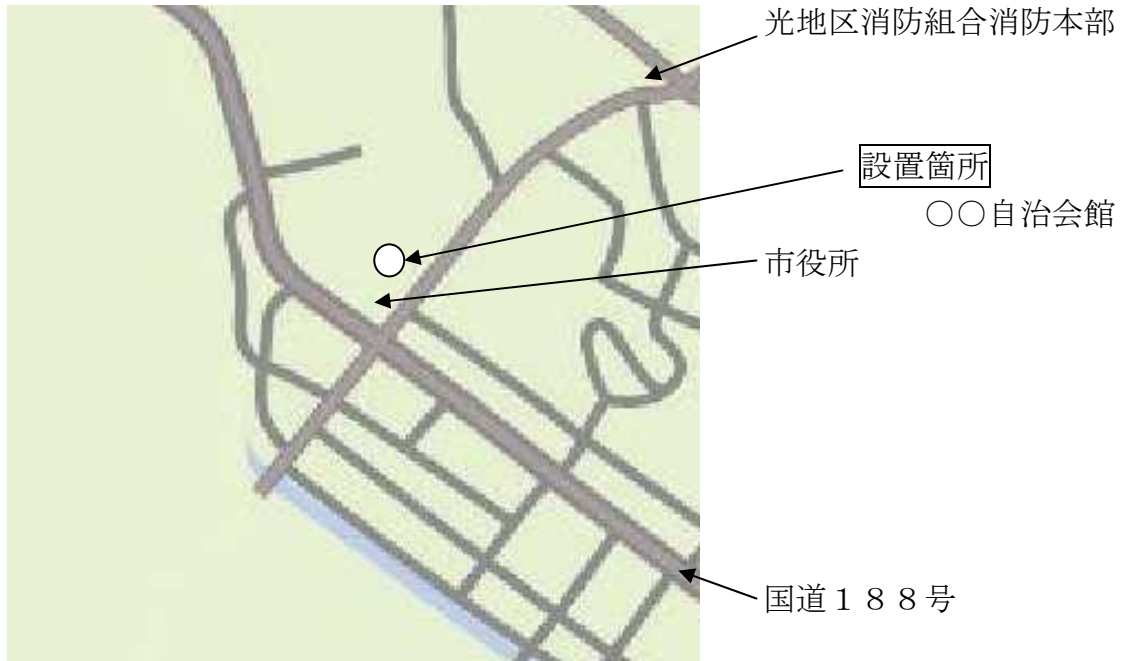 光地区消防組合消防本部
設置箇所
○○自治会館
市役所
国道１８８号